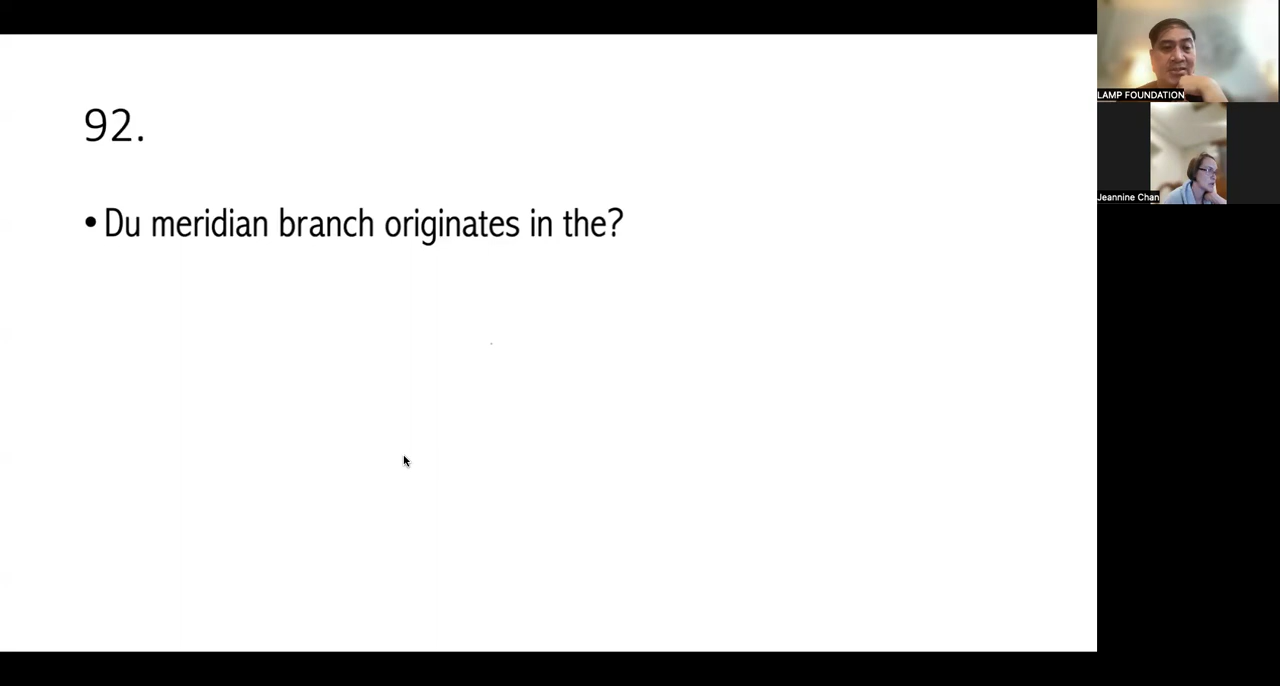 92.
• Du meridian branch originates in the?
LAMP FOUNDATION
Jeannine Chan